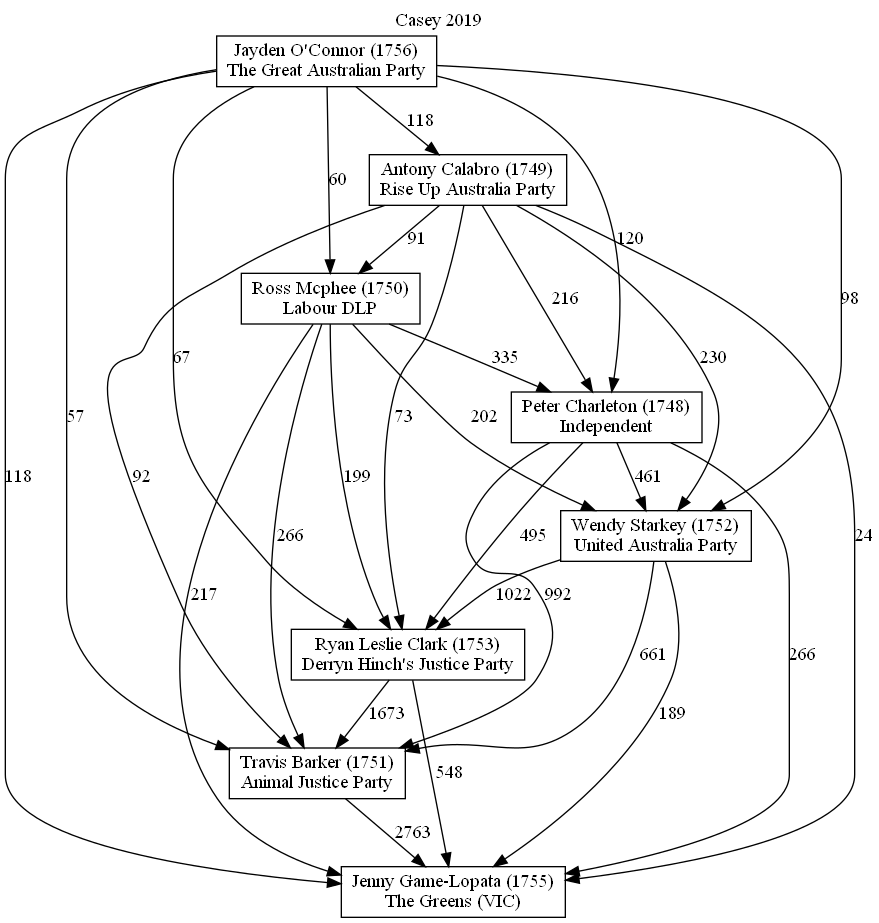 Casey 2019
Jayden O'Connor (1756)
The Great Australian Party
118
Antony Calabro (1749)
Rise Up Australia Party
60
91
120
Ross Mcphee (1750)
Labour DLP
216
98
67
335
230
57
73
202
Peter Charleton (1748)
Independent
118
92
199
461
266
495
24
Wendy Starkey (1752)
United Australia Party
217
1022
992
Ryan Leslie Clark (1753)
Derryn Hinch's Justice Party
661
266
1673
189
Travis Barker (1751)
Animal Justice Party
548
2763
Jenny Game-Lopata (1755)
The Greens (VIC)